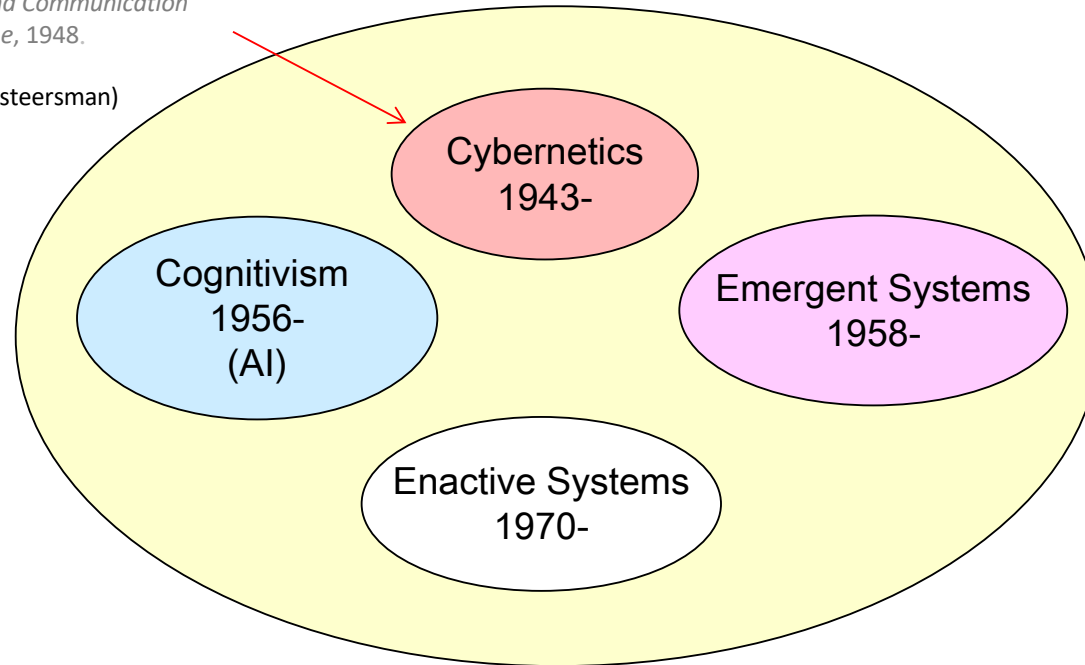 d Communication
e, 1948.
steersman)
Cybernetics
1943-
Cognitivism
1956-
(AI)
Emergent Systems
1958-
Enactive Systems
1970-